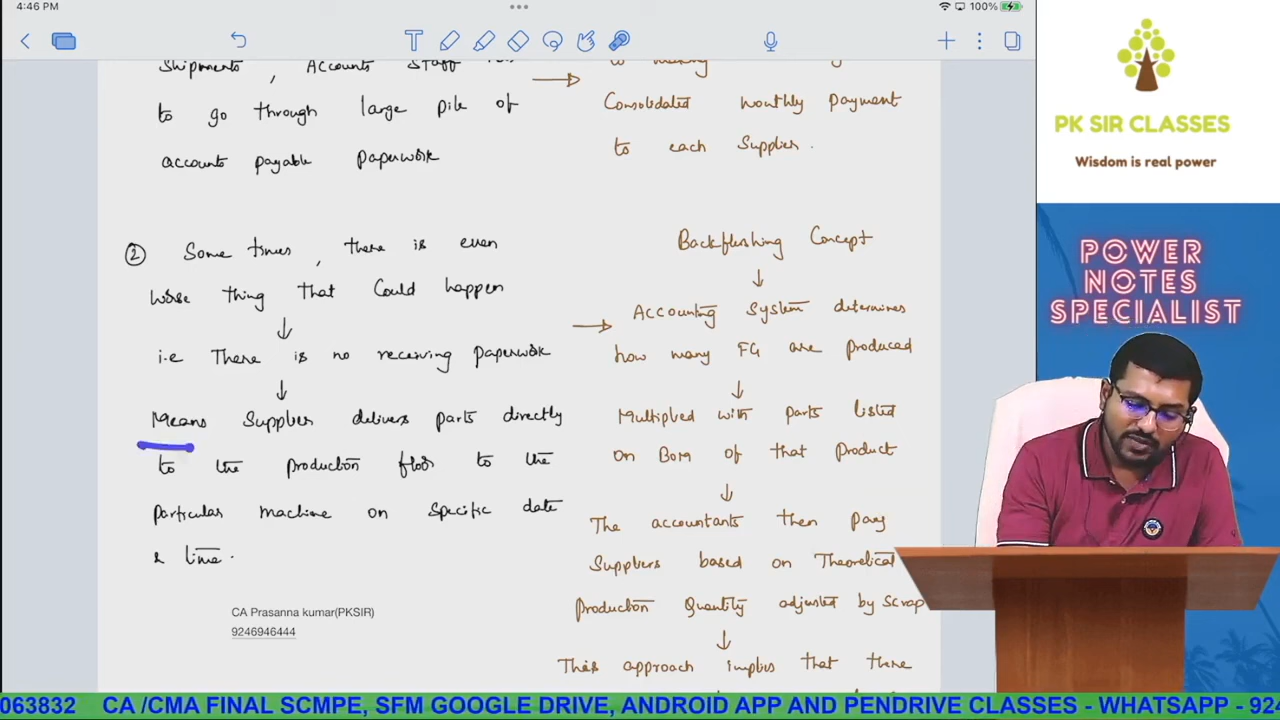 4:46 PM
100%
Shipments, Accounts Staff
to go through large pile of
accounts payable paperwork
to making
Consolidated monthly payment
to each Supplier.
② Some times, there is even
worse thing that Could happen
↓
i.e There is no receiving paperwork
↓
Means Supplier delivers parts directly
to the production floor to the
particular machine on specific date
& time.
CA Prasanna kumar(PKSIR)
9246946444
Backflushing Concept
↓
Accounting System determines
how many FG are produced
↓
Multiplied with parts listed
on Bom of that Product
↓
The accountants then pay
Suppliers based on Theoretical
production Quantity adjusted by Scrap
↓
This approach implies that there
PK SIR CLASSES
Wisdom is real power
POWER
NOTES
SPECIALIST
063832 CA /CMA FINAL SCMPE, SFM GOOGLE DRIVE, ANDROID APP AND PENDRIVE CLASSES - WHATSAPP - 924